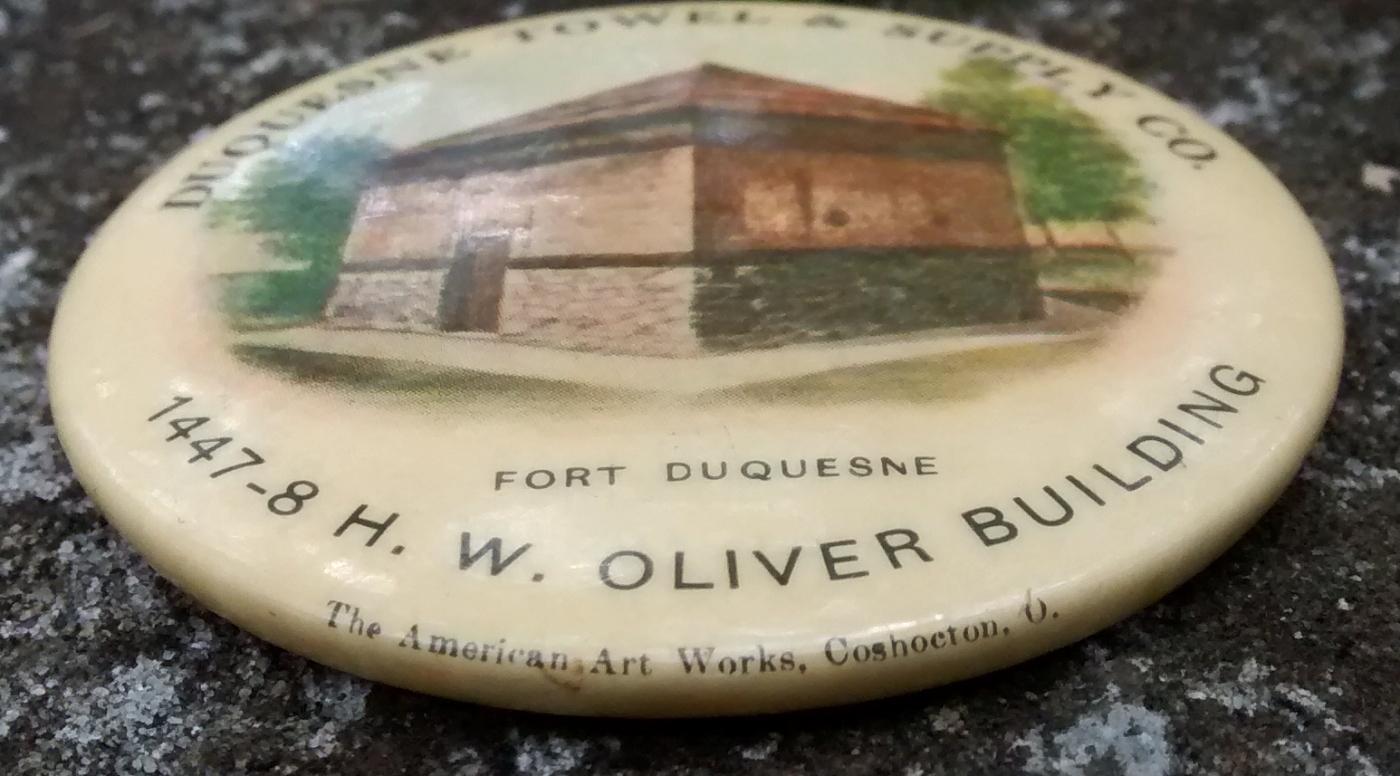 DUQUESNE TOWEL & SUPPLY CO.
FORT DUQUESNE
1447-8 H. W. OLIVER BUILDING
The American Art Works, Coshocton, O.